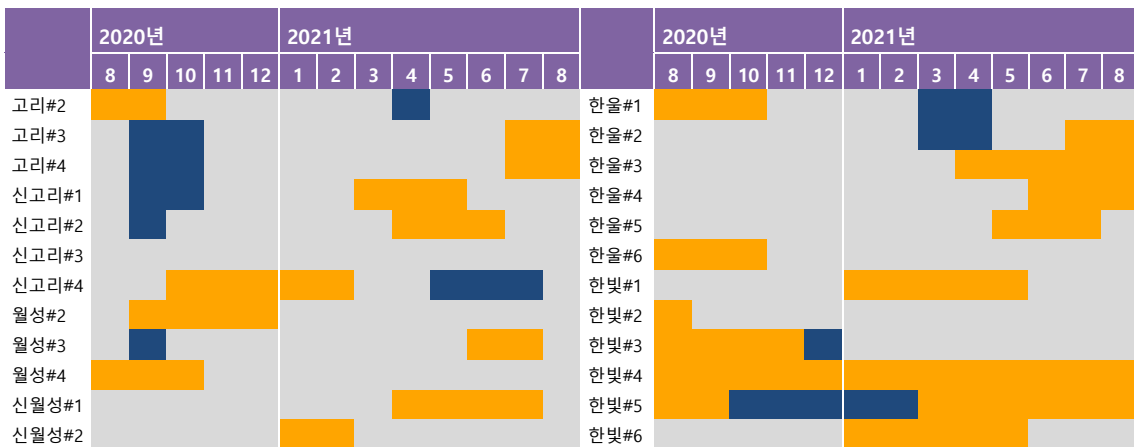 2020년 2021년 2020년 2021년
8 9 10 11 12 1 2 3 4 5 6 7 8 8 9 10 11 12 1 2 3 4 5 6 7 8
고리#2 한울#1
고리#3 한울#2
고리#4 한울#3
신고리#1 한울#4
신고리#2 한울#5
신고리#3 한울#6
신고리#4 한빛#1
월성#2 한빛#2
월성#3 한빛#3
월성#4 한빛#4
신월성#1 한빛#5
신월성#2 한빛#6